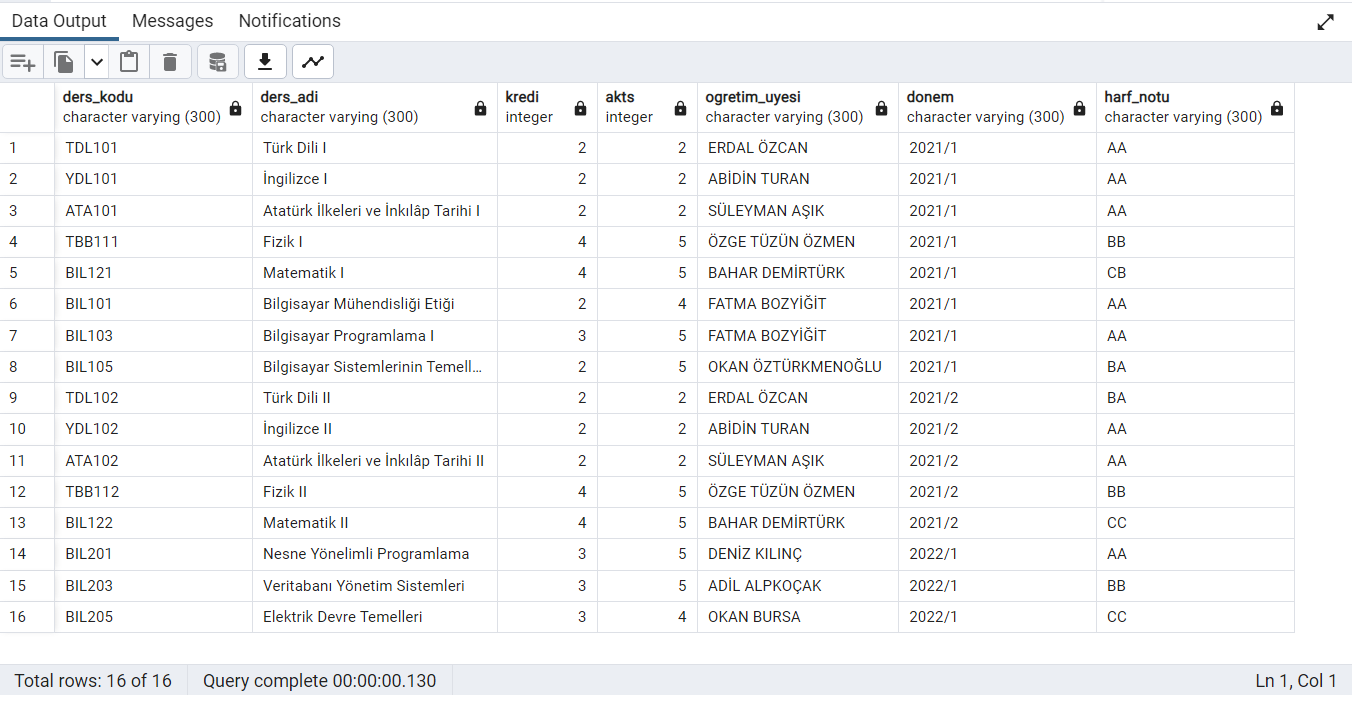 Data Output Messages Notifications
ders_kodu ders_adi kredi akts ogretim_uyesi donem harf_notu
character varying (300) character varying (300) integer integer character varying (300) character varying (300) character varying (300)
1 TDL101 Türk Dili I 2 2 ERDAL ÖZCAN 2021/1 AA
2 YDL101 İngilizce I 2 2 ABİDİN TURAN 2021/1 AA
3 ATA101 Atatürk İlkeleri ve İnkılâp Tarihi I 2 2 SÜLEYMAN AŞIK 2021/1 AA
4 TBB111 Fizik I 4 5 ÖZGE TÜZÜN ÖZMEN 2021/1 BB
5 BIL121 Matematik I 4 5 BAHAR DEMİRTÜRK 2021/1 CB
6 BIL101 Bilgisayar Mühendisliği Etiği 2 4 FATMA BOZYİĞİT 2021/1 AA
7 BIL103 Bilgisayar Programlama I 3 5 FATMA BOZYİĞİT 2021/1 AA
8 BIL105 Bilgisayar Sistemlerinin Temell... 2 5 OKAN ÖZTÜRKMENOĞLU 2021/1 BA
9 TDL102 Türk Dili II 2 2 ERDAL ÖZCAN 2021/2 BA
10 YDL102 İngilizce II 2 2 ABİDİN TURAN 2021/2 AA
11 ATA102 Atatürk İlkeleri ve İnkılâp Tarihi II 2 2 SÜLEYMAN AŞIK 2021/2 AA
12 TBB112 Fizik II 4 5 ÖZGE TÜZÜN ÖZMEN 2021/2 BB
13 BIL122 Matematik II 4 5 BAHAR DEMİRTÜRK 2021/2 CC
14 BIL201 Nesne Yönelimli Programlama 3 5 DENİZ KILINÇ 2022/1 AA
15 BIL203 Veritabanı Yönetim Sistemleri 3 5 ADİL ALPKOÇAK 2022/1 BB
16 BIL205 Elektrik Devre Temelleri 3 4 OKAN BURSA 2022/1 CC
Total rows: 16 of 16 Query complete 00:00:00.130 Ln 1, Col 1